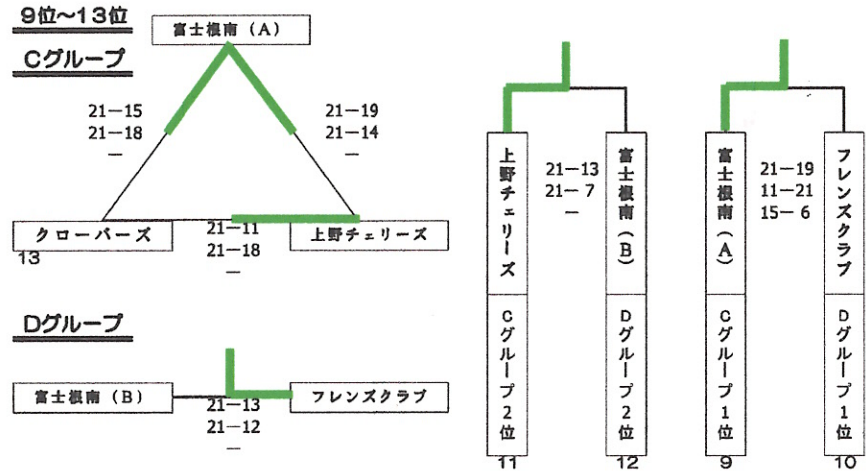 9位～13位
Cグループ
富士根南（A）
21－15
21－18
－
21－19
21－14
－
クローバーズ
21－11
21－18
－
上野チェリーズ
13
Dグループ
富士根南（B）
21－13
21－12
－
フレンズクラブ
上野チェリーズ
Cグループ2位
11
21－13
21－ 7
－
富士根南（B）
Dグループ2位
12
富士根南（A）
Cグループ1位
9
21－19
11－21
15－ 6
フレンズクラブ
Dグループ1位
10